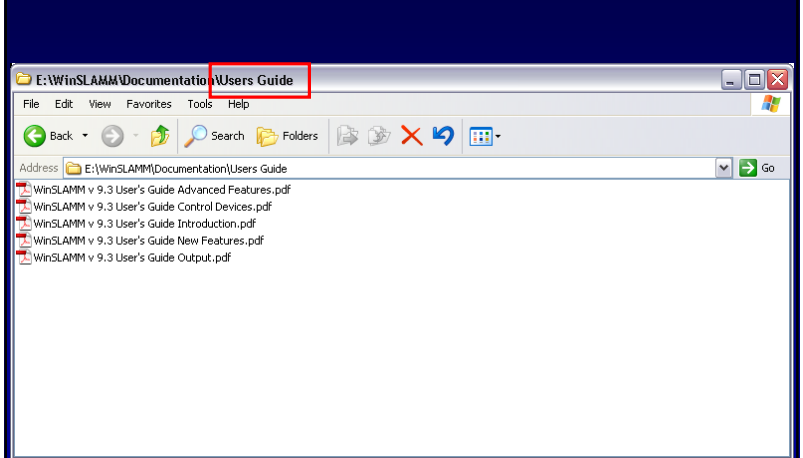 E:\WinSLAMM\Documentation\Users Guide
File Edit View Favorites Tools Help
Back Search Folders
Address E:\WinSLAMM\Documentation\Users Guide Go
WinSLAMM v 9.3 User's Guide Advanced Features.pdf
WinSLAMM v 9.3 User's Guide Control Devices.pdf
WinSLAMM v 9.3 User's Guide Introduction.pdf
WinSLAMM v 9.3 User's Guide New Features.pdf
WinSLAMM v 9.3 User's Guide Output.pdf